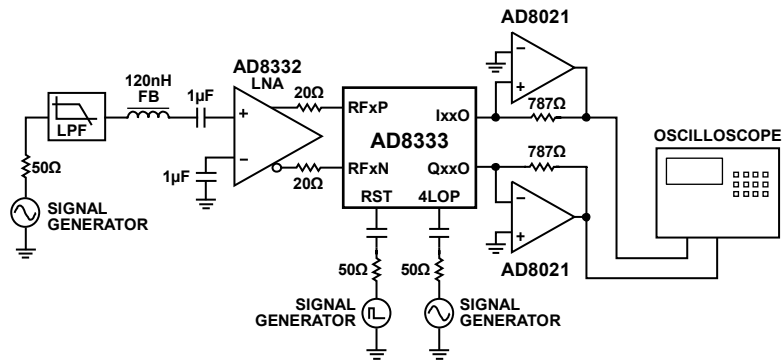 AD8021
120nH
FB
AD8332
LNA
1µF
20Ω
787Ω
LPF
RFxP
IxxO
AD8333
OSCILLOSCOPE
50Ω
1µF
20Ω
RFxN
QxxO
787Ω
RST
4LOP
SIGNAL
GENERATOR
AD8021
50Ω
50Ω
SIGNAL
GENERATOR
SIGNAL
GENERATOR